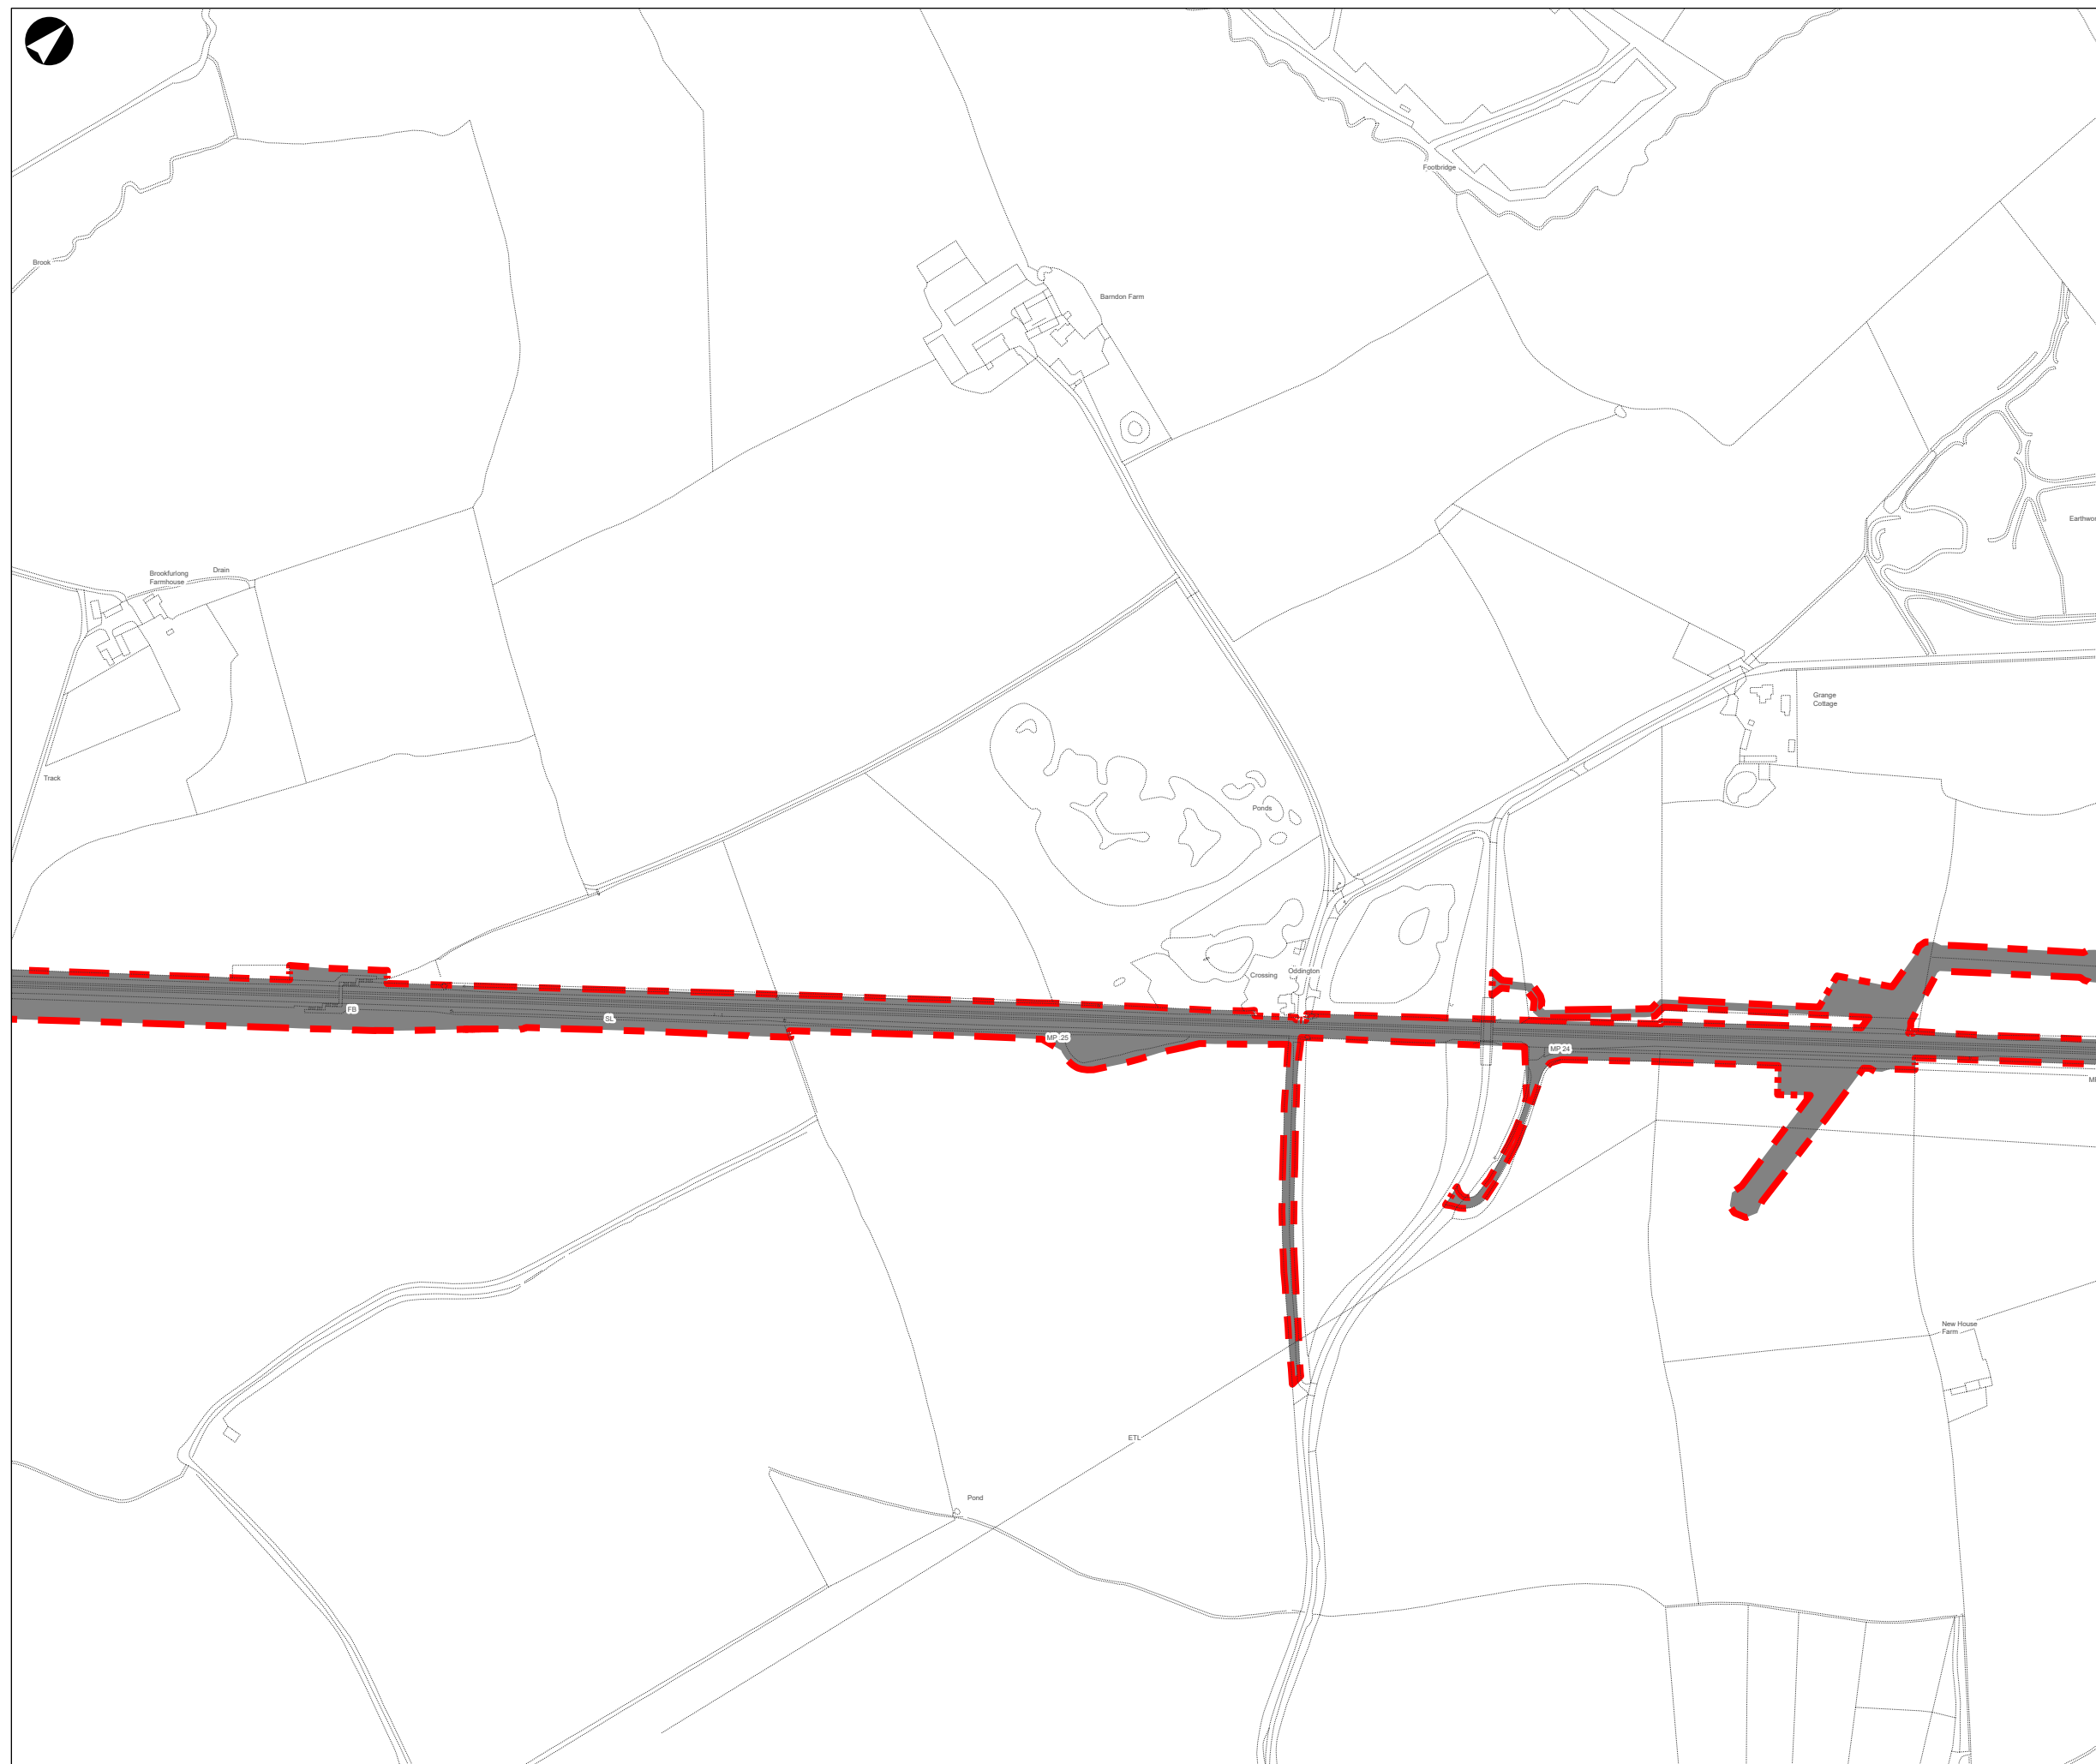 Footbridge
Brook
Barndon Farm
Earthwor
Brookfurlong
Farmhouse
Drain
Grange
Cottage
Track
Ponds
Crossing
Oddington
FB
SL
MP .25
MP 24
New House
Farm
ETL
Pond